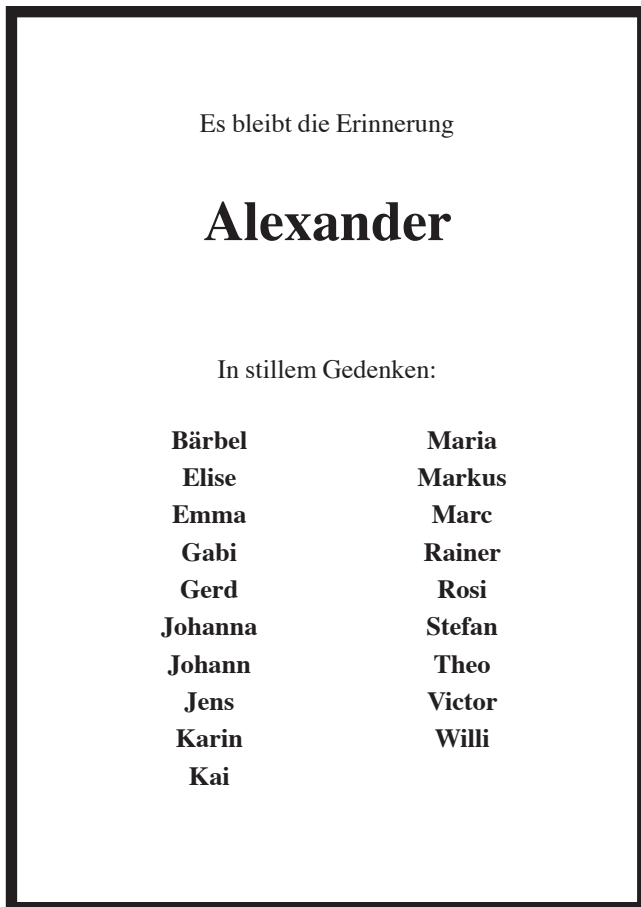 Es bleibt die Erinnerung
Alexander
In stillem Gedenken:
Bärbel
Elise
Emma
Gabi
Gerd
Johanna
Johann
Jens
Karin
Kai
Maria
Markus
Marc
Rainer
Rosi
Stefan
Theo
Victor
Willi